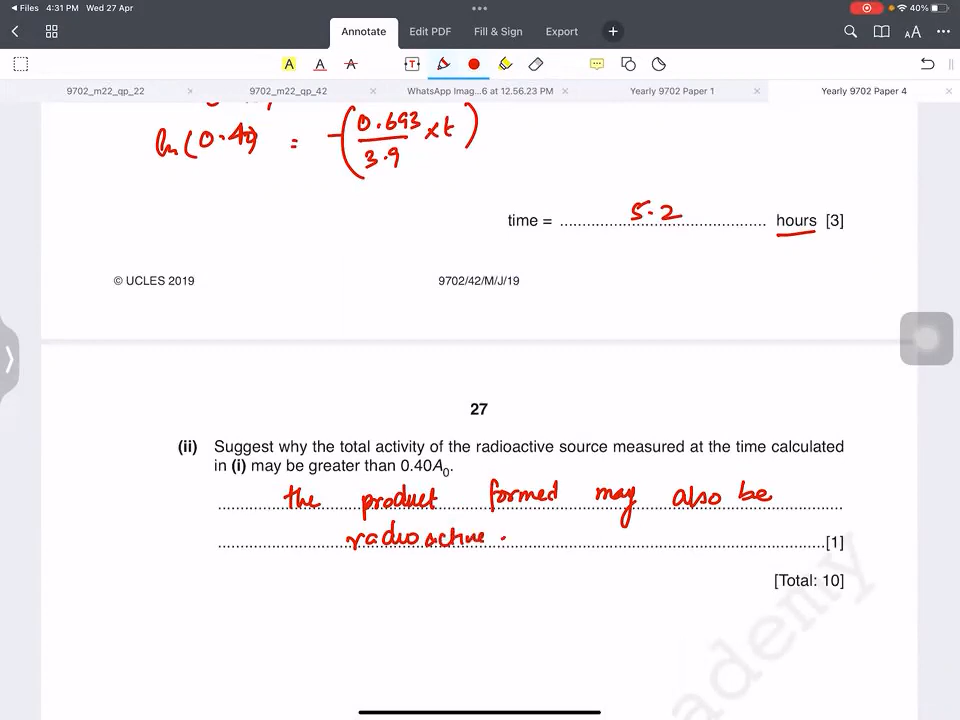 Files 4:31 PM Wed 27 Apr 40%
Annotate Edit PDF Fill & Sign Export
9702_m22_qp_22 9702_m22_qp_42 WhatsApp Imag...6 at 12.56.23 PM Yearly 9702 Paper 1 Yearly 9702 Paper 4
ln(0.40) = -(0.693/3.9 × t)
time = 5.2 hours [3]
© UCLES 2019 9702/42/M/J/19
27
(ii) Suggest why the total activity of the radioactive source measured at the time calculated
in (i) may be greater than 0.40A0.
the product formed may also be
radioactive. [1]
[Total: 10]
ademy